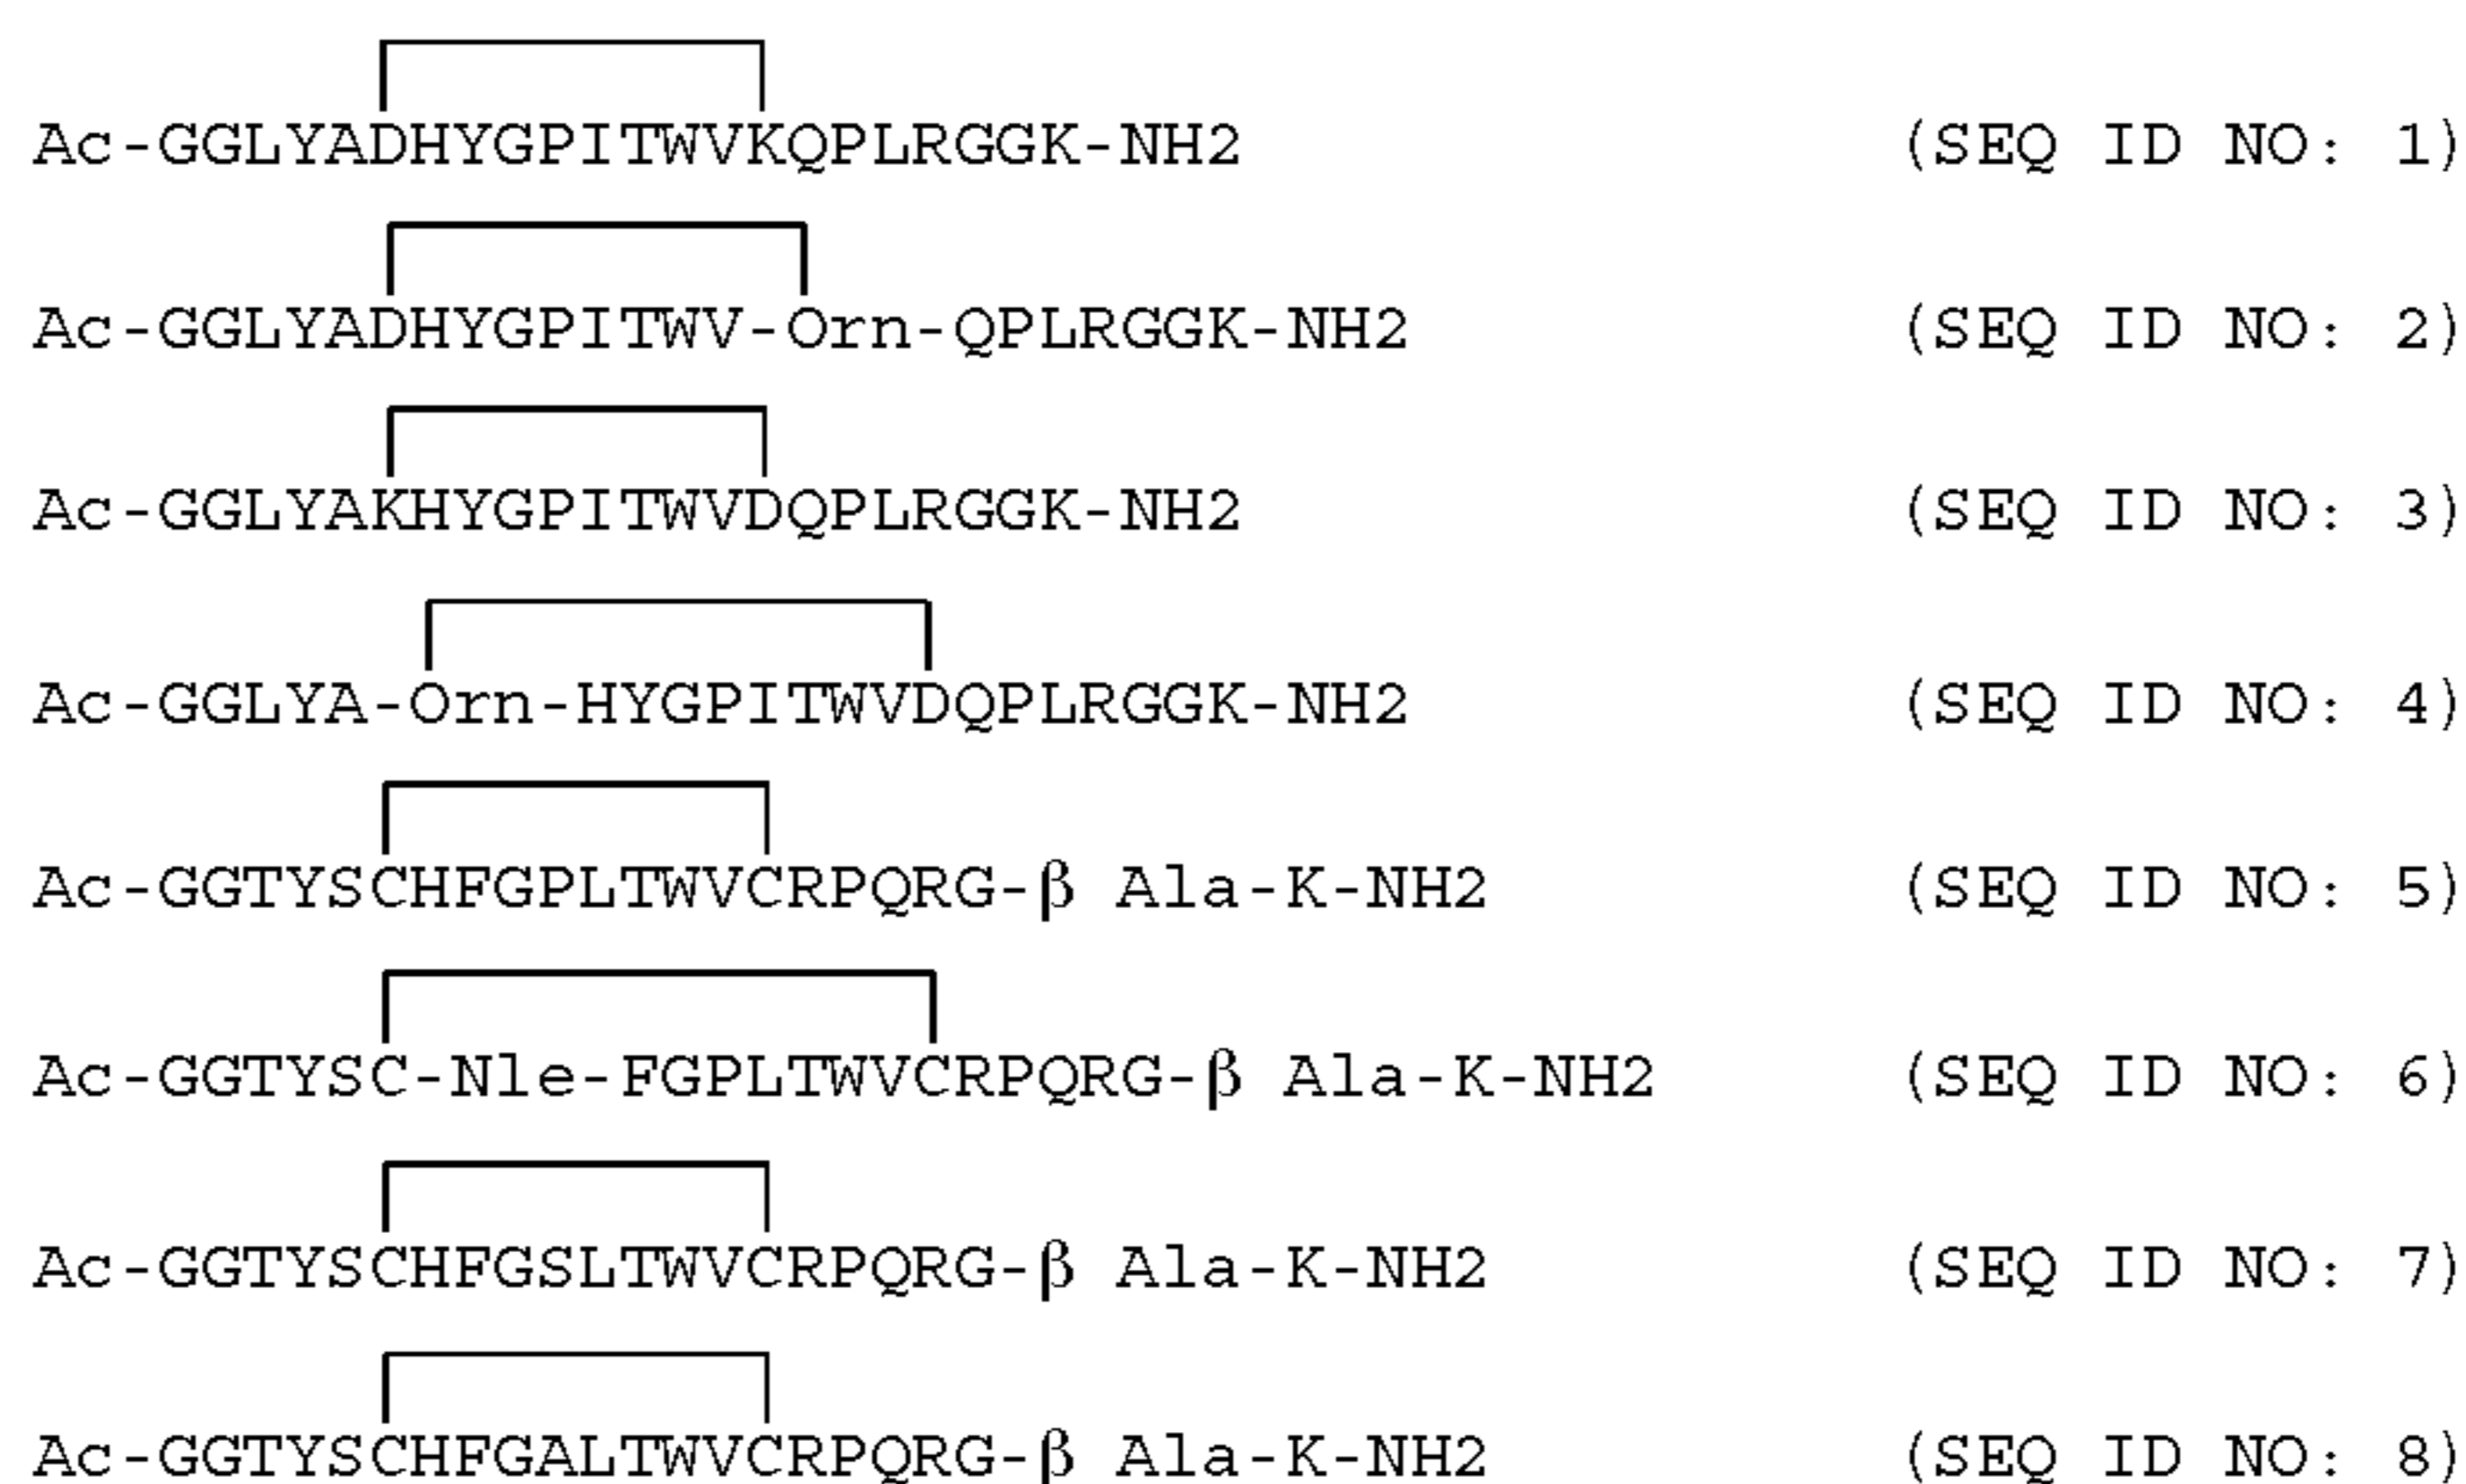 Ac-GGLYADHYGPITWVKQPLRGGK-NH2 (SEQ ID NO: 1)
Ac-GGLYADHYGPITWV-Orn-QPLRGGK-NH2 (SEQ ID NO: 2)
Ac-GGLYAKHYGPITWVDQPLRGGK-NH2 (SEQ ID NO: 3)
Ac-GGLYA-Orn-HYGPITWVDQPLRGGK-NH2 (SEQ ID NO: 4)
Ac-GGTYSCHFGPLTWVCRPQRG-β Ala-K-NH2 (SEQ ID NO: 5)
Ac-GGTYSC-Nle-FGPLTWVCRPQRG-β Ala-K-NH2 (SEQ ID NO: 6)
Ac-GGTYSCHFGSLTWVCRPQRG-β Ala-K-NH2 (SEQ ID NO: 7)
Ac-GGTYSCHFGALTWVCRPQRG-β Ala-K-NH2 (SEQ ID NO: 8)